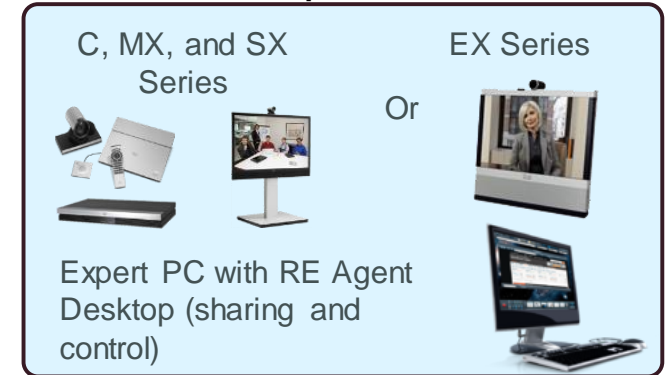 C, MX, and SX
Series
EX Series
Or
Expert PC with RE Agent
Desktop (sharing and
control)